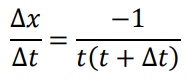 Δx/Δt = −1/(t(t + Δt))